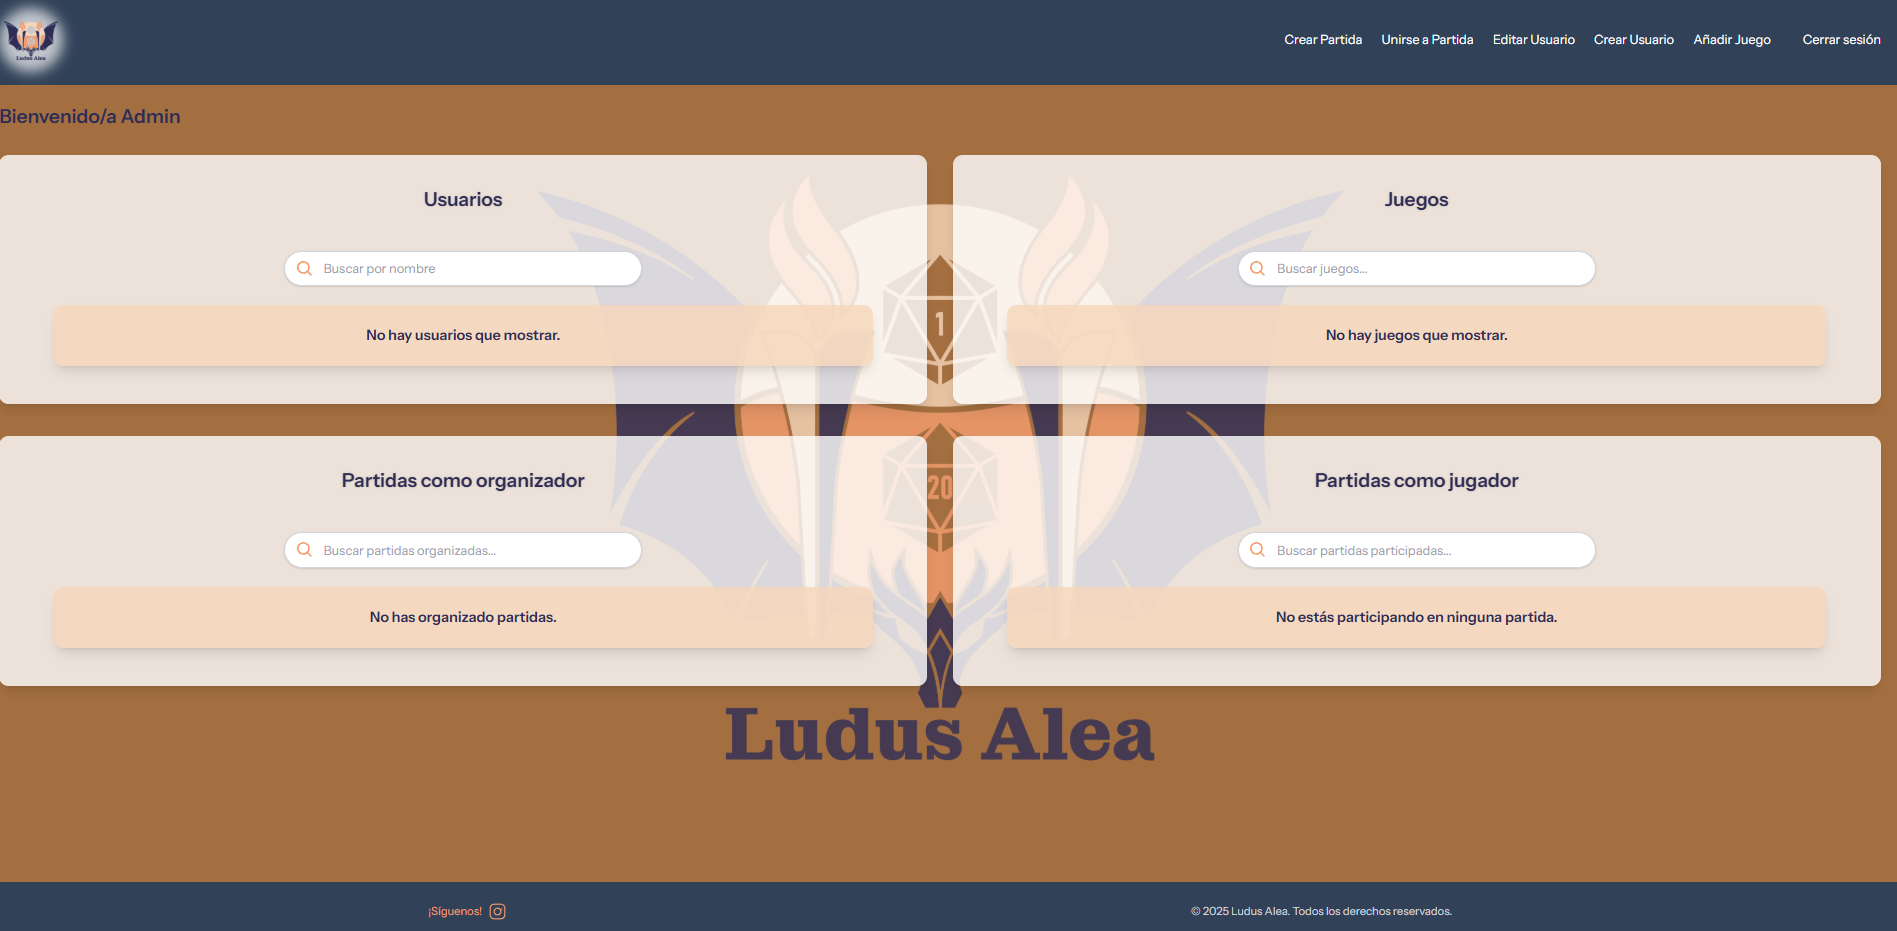 Ludus Alea
Crear Partida
Unirse a Partida
Editar Usuario
Crear Usuario
Añadir Juego
Cerrar sesión
Bienvenido/a Admin
Usuarios
Buscar por nombre
No hay usuarios que mostrar.
Juegos
Buscar juegos...
No hay juegos que mostrar.
1
Partidas como organizador
Buscar partidas organizadas...
No has organizado partidas.
Partidas como jugador
Buscar partidas participadas...
No estás participando en ninguna partida.
20
Ludus Alea
¡Síguenos!
© 2025 Ludus Alea. Todos los derechos reservados.